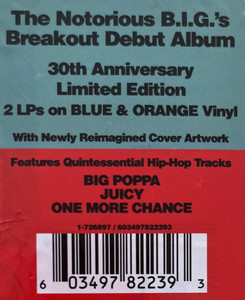 The Notorious B.I.G.'s
Breakout Debut Album
30th Anniversary
Limited Edition
2 LPs on BLUE & ORANGE Vinyl
With Newly Reimagined Cover Artwork
Features Quintessential Hip-Hop Tracks
BIG POPPA
JUICY
ONE MORE CHANCE
1-726897 / 603497822393
6 03497 82239 3